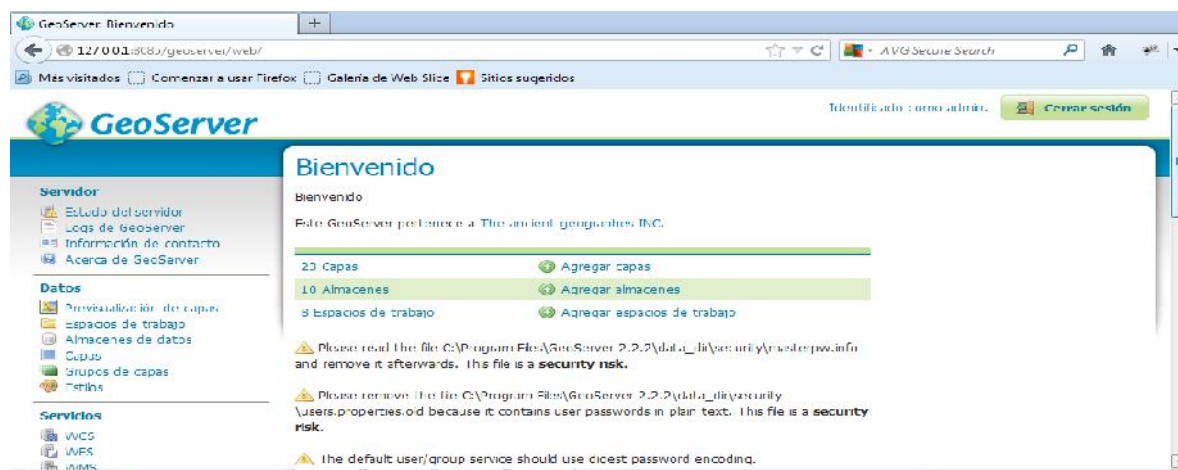 GeoServer: Bienvenido
127.0.0.1:8085/geoserver/web/
AVG Secure Search
Más visitados Comenzar a usar Firefox Galería de Web Slice Sitios sugeridos
GeoServer
Identificado como admin. Cerrar sesión
Servidor
Estado del servidor
Logs de GeoServer
Información de contacto
Acerca de GeoServer
Datos
Previsualización de capas
Espacios de trabajo
Almacenes de datos
Capas
Grupos de capas
Estilos
Servicios
WCS
WFS
WMS
Bienvenido
Bienvenido
Este GeoServer pertenece a The ancient geographes INC.
Capas Agregar capas
10 Almacenes Agregar almacenes
8 Espacios de trabajo Agregar espacios de trabajo
Please read the file C:\Program Files\GeoServer 2.2.2\data_dir\security\masterpw.info
and remove it afterwards. This file is a security risk.
Please remove the file C:\Program Files\GeoServer 2.2.2\data_dir\security
\users.properties.old because it contains user passwords in plain text. This file is a security
risk.
The default user/group service should use digest password encoding.